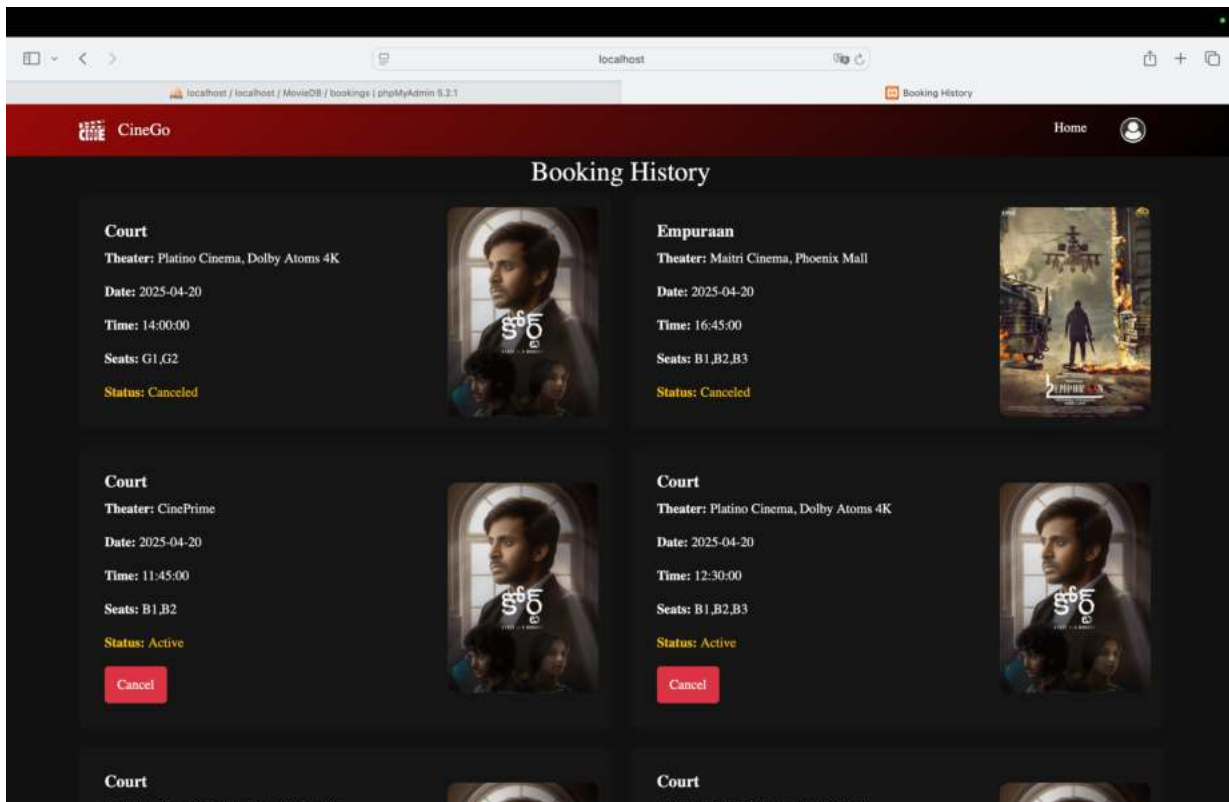 localhost
localhost / localhost / MovieDB / bookings | phpMyAdmin 5.2.1
Booking History
CINE
CineGo
Home
Booking History
Court
Theater: Platino Cinema, Dolby Atoms 4K
Date: 2025-04-20
Time: 14:00:00
Seats: G1,G2
Status: Canceled
కోర్ట్
Empuraan
Theater: Maitri Cinema, Phoenix Mall
Date: 2025-04-20
Time: 16:45:00
Seats: B1,B2,B3
Status: Canceled
Court
Theater: CinePrime
Date: 2025-04-20
Time: 11:45:00
Seats: B1,B2
Status: Active
Cancel
కోర్ట్
Court
Theater: Platino Cinema, Dolby Atoms 4K
Date: 2025-04-20
Time: 12:30:00
Seats: B1,B2,B3
Status: Active
Cancel
కోర్ట్
Court
Court